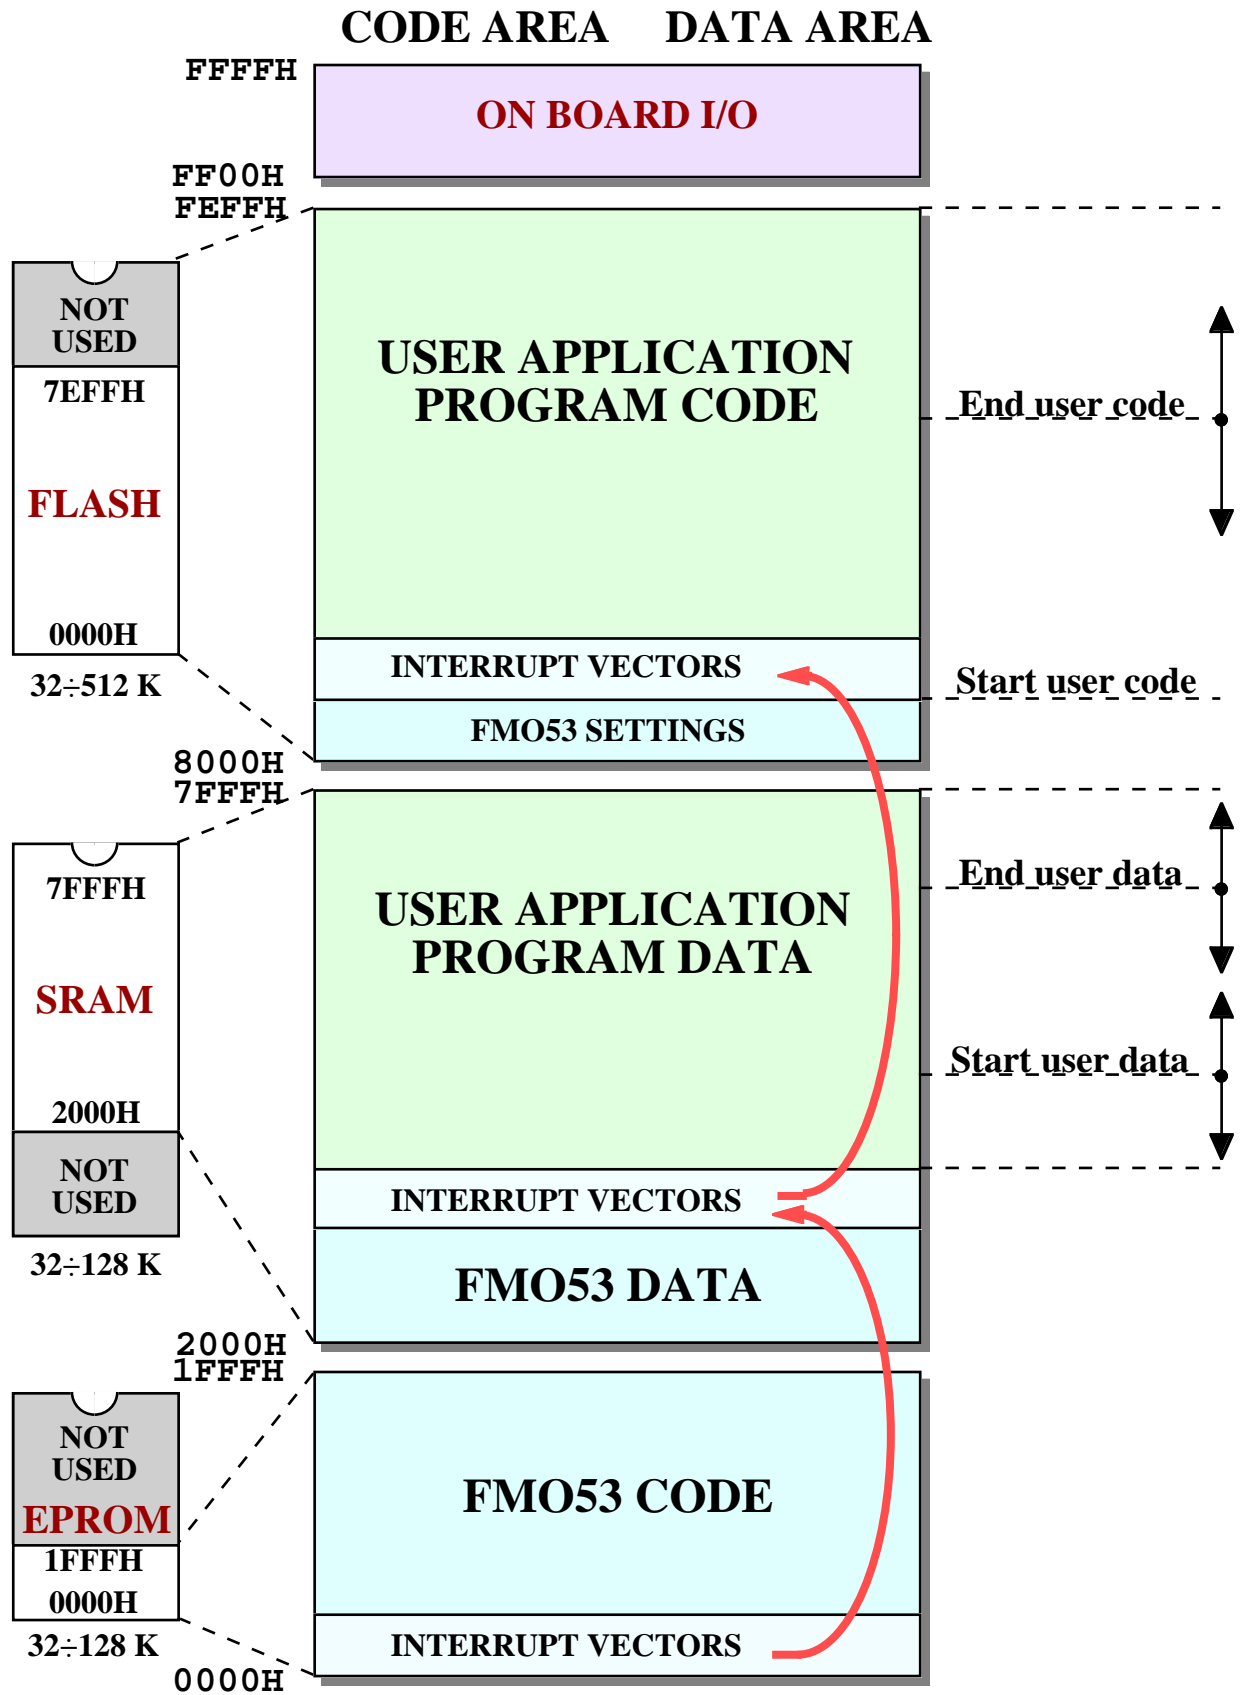 CODE AREA DATA AREA
FFFFH
ON BOARD I/O
FF00H
FEFFH
NOT
USED
7EFFH
FLASH
0000H
32÷512 K
USER APPLICATION
PROGRAM CODE
End user code
INTERRUPT VECTORS
Start user code
FMO53 SETTINGS
8000H
7FFFH
7FFFH
SRAM
2000H
NOT
USED
32÷128 K
USER APPLICATION
PROGRAM DATA
End user data
Start user data
INTERRUPT VECTORS
FMO53 DATA
2000H
1FFFH
NOT
USED
EPROM
1FFFH
0000H
32÷128 K
FMO53 CODE
INTERRUPT VECTORS
0000H